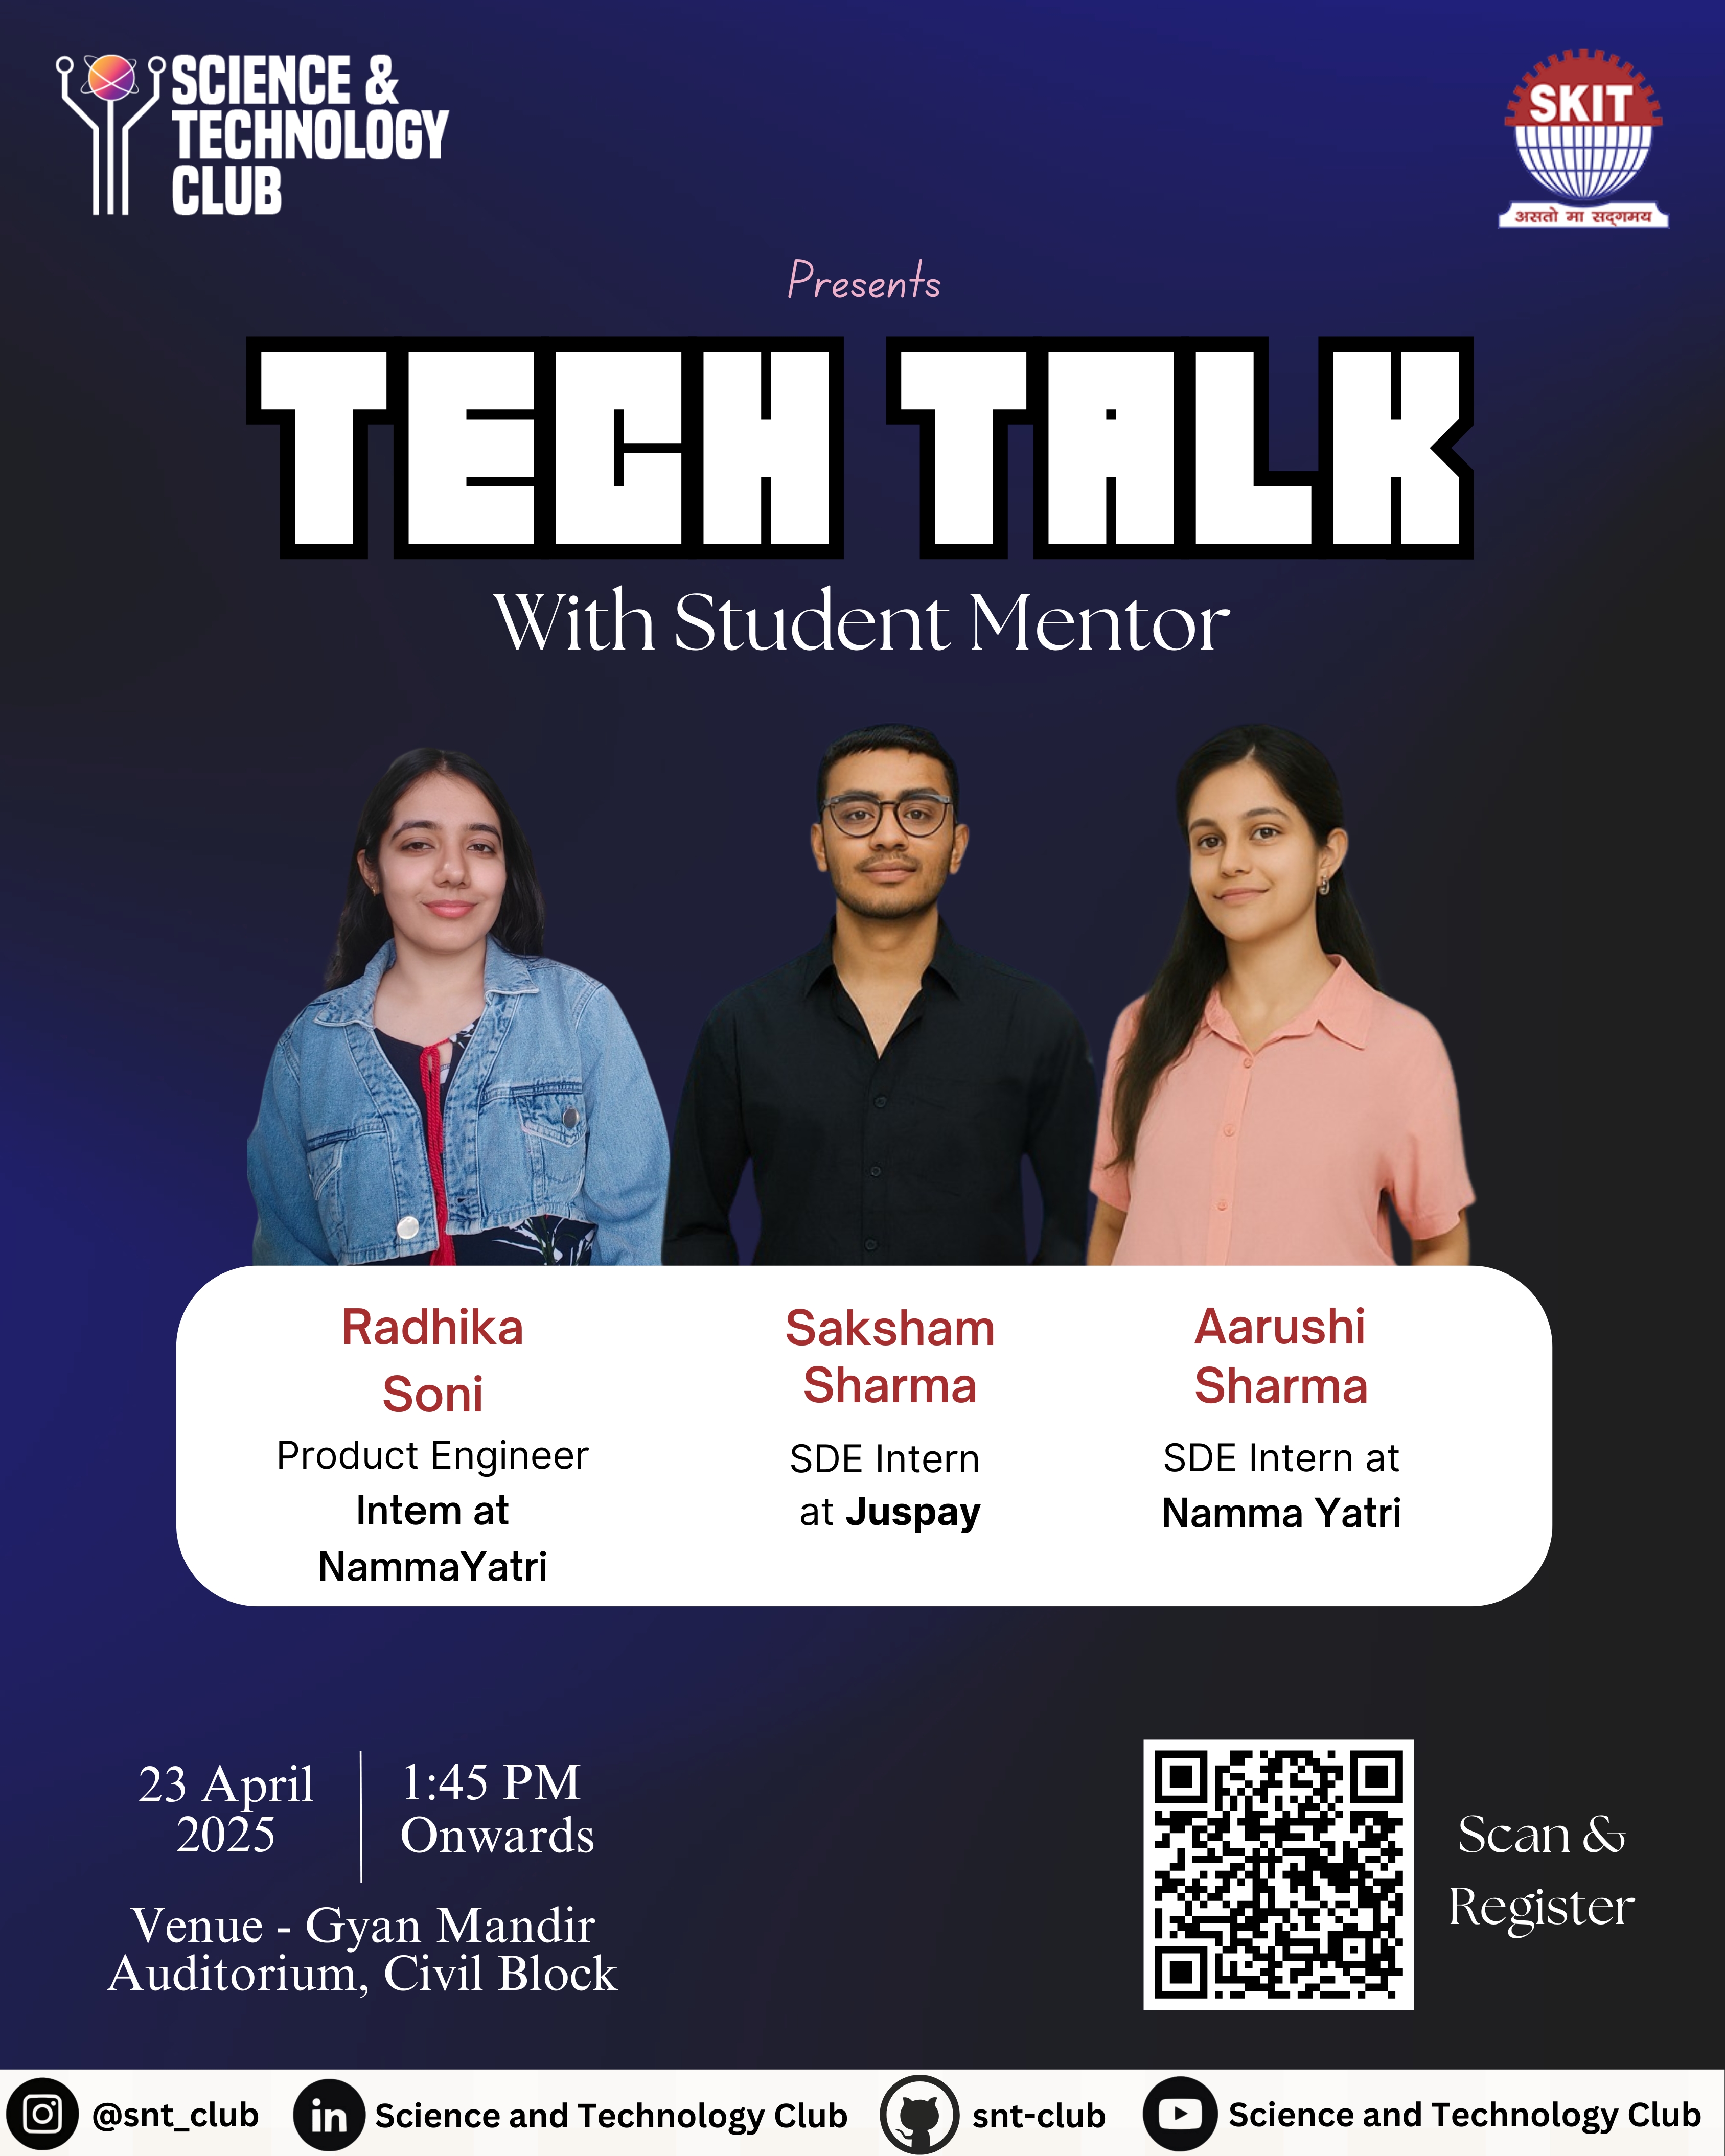 SCIENCE &
TECHNOLOGY
CLUB
SKIT
असतो मा सद्गमय
Presents
TECH TALK
With Student Mentor
Radhika
Soni
Product Engineer
Intem at
NammaYatri
Saksham
Sharma
SDE Intern
at Juspay
Aarushi
Sharma
SDE Intern at
Namma Yatri
23 April
2025
1:45 PM
Onwards
Venue - Gyan Mandir
Auditorium, Civil Block
Scan &
Register
@snt_club
Science and Technology Club
snt-club
Science and Technology Club